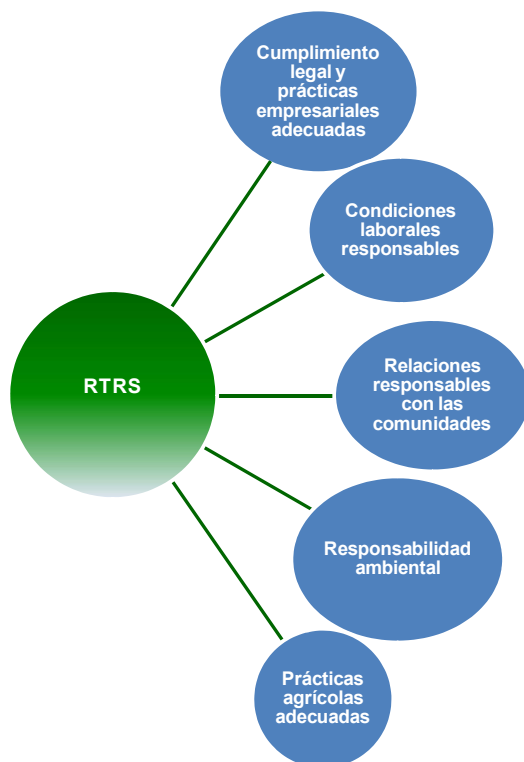 Cumplimiento
legal y
prácticas
empresariales
adecuadas
Condiciones
laborales
responsables
RTRS
Relaciones
responsables
con las
comunidades
Responsabilidad
ambiental
Prácticas
agrícolas
adecuadas